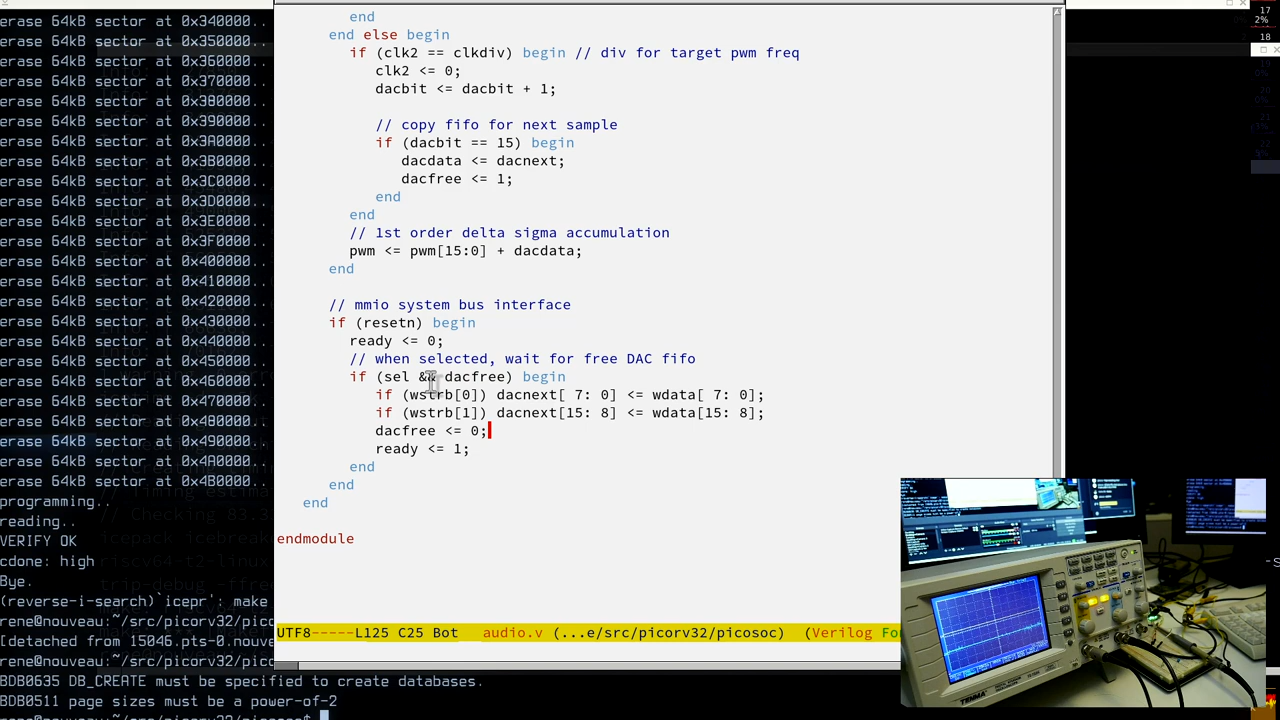 erase 64kB sector at 0x340000..
erase 64kB sector at 0x350000..
erase 64kB sector at 0x360000..
erase 64kB sector at 0x370000..
erase 64kB sector at 0x380000..
erase 64kB sector at 0x390000..
erase 64kB sector at 0x3A0000..
erase 64kB sector at 0x3B0000..
erase 64kB sector at 0x3C0000..
erase 64kB sector at 0x3D0000..
erase 64kB sector at 0x3E0000..
erase 64kB sector at 0x3F0000..
erase 64kB sector at 0x400000..
erase 64kB sector at 0x410000..
erase 64kB sector at 0x420000..
erase 64kB sector at 0x430000..
erase 64kB sector at 0x440000..
erase 64kB sector at 0x450000..
erase 64kB sector at 0x460000..
erase 64kB sector at 0x470000..
erase 64kB sector at 0x480000..
erase 64kB sector at 0x490000..
erase 64kB sector at 0x4A0000..
erase 64kB sector at 0x4B0000..
programming..
reading..
VERIFY OK
cdone: high
Bye.
(reverse-i-search)`icepr': make
rene@nouveau:~/src/picorv32/pico
[detached from 15046.pts-0.nouve
rene@nouveau:~/src/picorv32/pico
BDB0635 DB_CREATE must be specified to create databases.
BDB0511 page sizes must be a power-of-2
end
end else begin
if (clk2 == clkdiv) begin // div for target pwm freq
clk2 <= 0;
dacbit <= dacbit + 1;
// copy fifo for next sample
if (dacbit == 15) begin
dacdata <= dacnext;
dacfree <= 1;
end
end
// 1st order delta sigma accumulation
pwm <= pwm[15:0] + dacdata;
end
// mmio system bus interface
if (resetn) begin
ready <= 0;
// when selected, wait for free DAC fifo
if (sel && dacfree) begin
if (wstrb[0]) dacnext[ 7: 0] <= wdata[ 7: 0];
if (wstrb[1]) dacnext[15: 8] <= wdata[15: 8];
dacfree <= 0;
ready <= 1;
end
end
end
endmodule
UTF8-----L125 C25 Bot audio.v (...e/src/picorv32/picosoc) (Verilog Fo
17
2%
18
TENMA